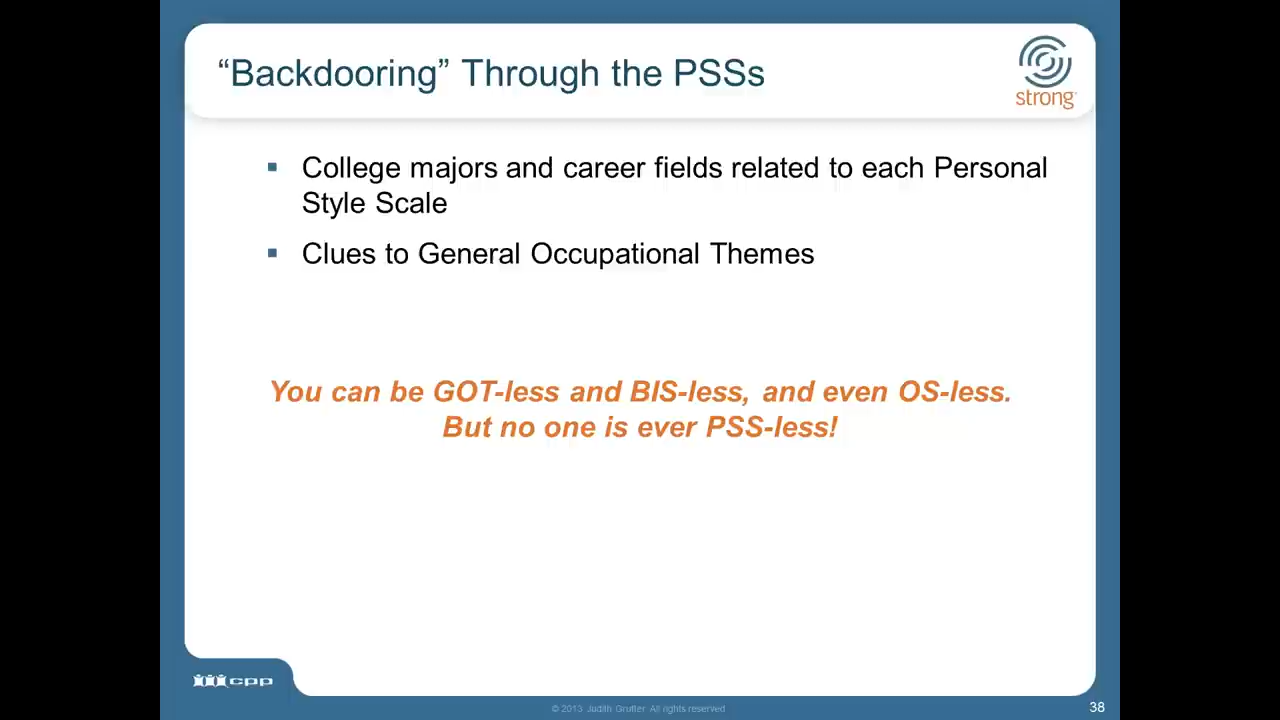 “Backdooring” Through the PSSs
strong
▪ College majors and career fields related to each Personal
Style Scale
▪ Clues to General Occupational Themes
You can be GOT-less and BIS-less, and even OS-less.
But no one is ever PSS-less!
cpp
© 2013 Judith Grutter All rights reserved
38